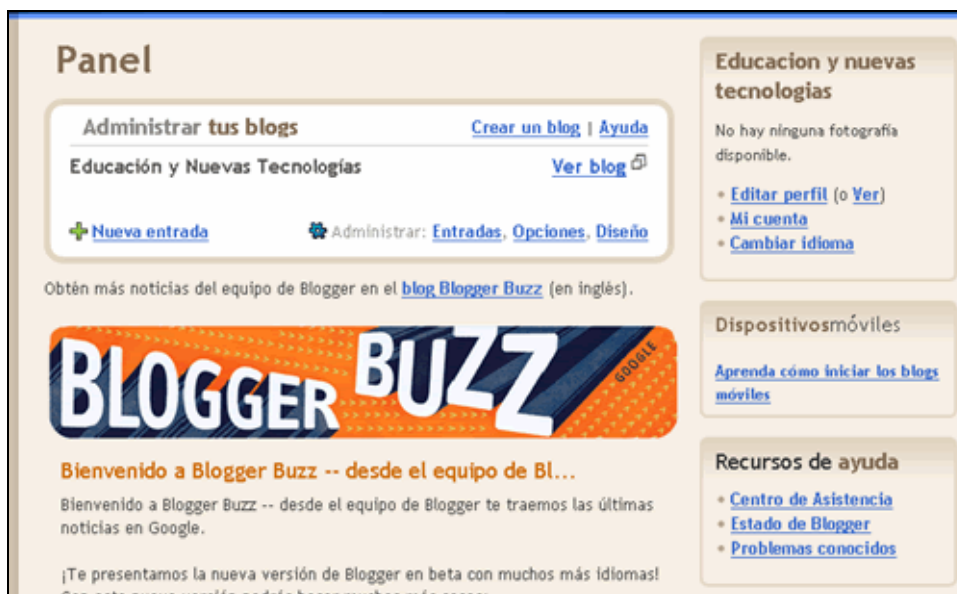 Panel
Administrar tus blogs
Crear un blog | Ayuda
Educación y Nuevas Tecnologías
Ver blog
Nueva entrada
Administrar: Entradas, Opciones, Diseño
Obtén más noticias del equipo de Blogger en el blog Blogger Buzz (en inglés).
BLOGGER BUZZ
GOOGLE
Bienvenido a Blogger Buzz -- desde el equipo de Bl...
Bienvenido a Blogger Buzz -- desde el equipo de Blogger te traemos las últimas
noticias en Google.
¡Te presentamos la nueva versión de Blogger en beta con muchos más idiomas!
Educacion y nuevas
tecnologias
No hay ninguna fotografía
disponible.
• Editar perfil (o Ver)
• Mi cuenta
• Cambiar idioma
Dispositivosmóviles
Aprenda cómo iniciar los blogs
móviles
Recursos de ayuda
• Centro de Asistencia
• Estado de Blogger
• Problemas conocidos